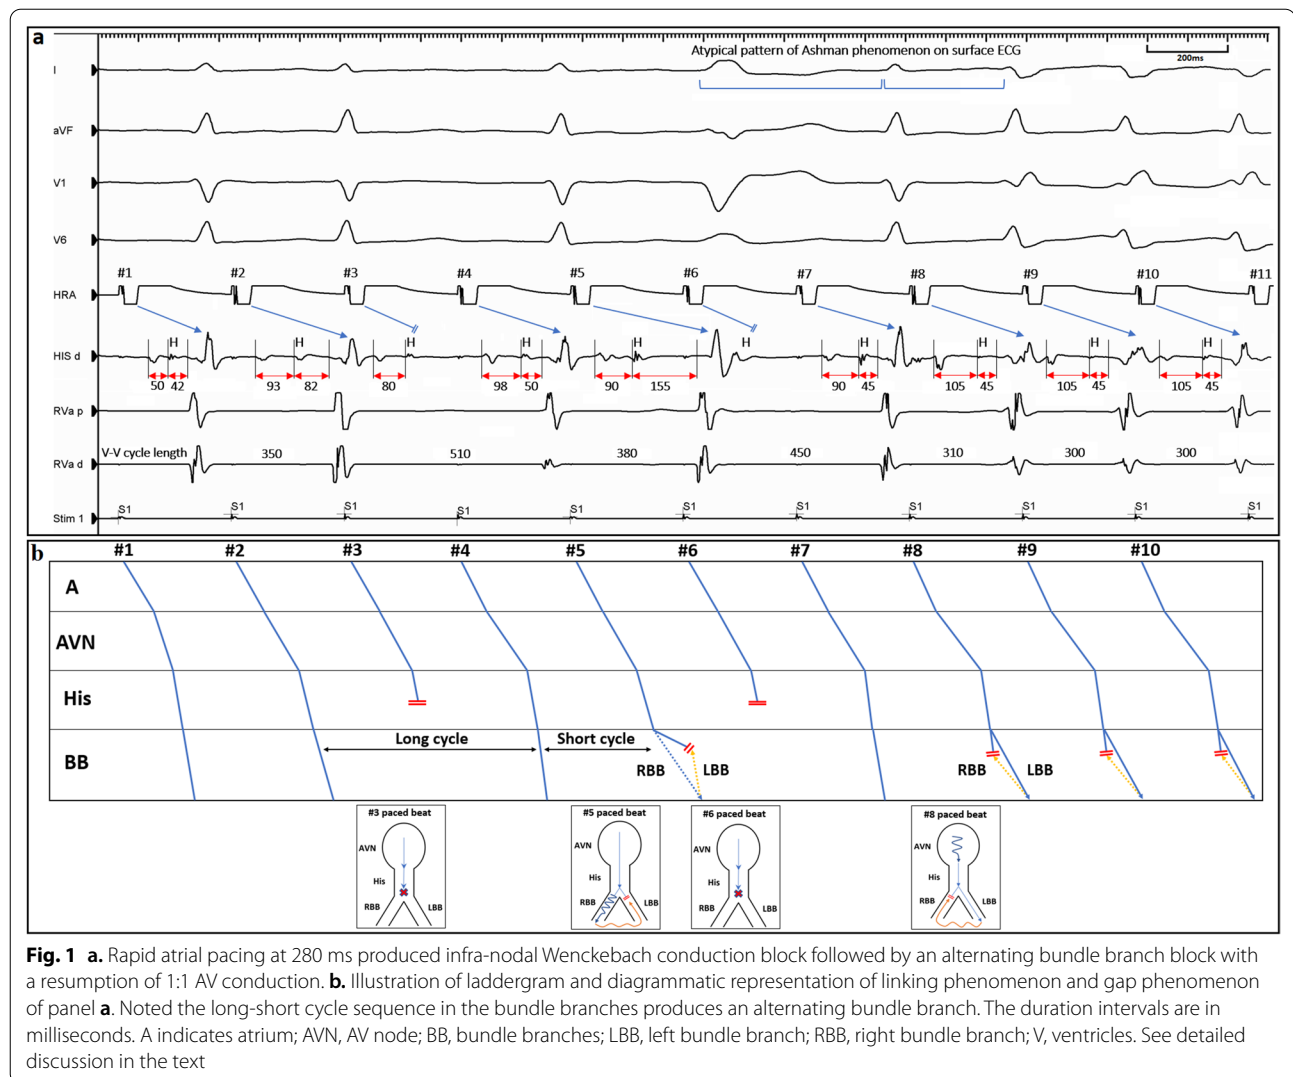 a
Atypical pattern of Ashman phenomenon on surface ECG
200ms
I
aVF
V1
V6
#1 #2 #3 #4 #5 #6 #7 #8 #9 #10 #11
HRA
H H H H H H H H H H
HIS d
50 42 93 82 80 98 50 90 155 90 45 105 45 105 45 105 45
RVa p
V-V cycle length 350 510 380 450 310 300 300
RVa d
S1 S1 S1 S1 S1 S1 S1 S1 S1 S1 S1
Stim 1
b #1 #2 #3 #4 #5 #6 #7 #8 #9 #10
A
AVN
His
BB
Long cycle Short cycle
RBB LBB RBB LBB
#3 paced beat #5 paced beat #6 paced beat #8 paced beat
AVN AVN AVN AVN
His His His His
RBB LBB RBB LBB RBB LBB RBB LBB
Fig. 1 a. Rapid atrial pacing at 280 ms produced infra-nodal Wenckebach conduction block followed by an alternating bundle branch block with
a resumption of 1:1 AV conduction. b. Illustration of laddergram and diagrammatic representation of linking phenomenon and gap phenomenon
of panel a. Noted the long-short cycle sequence in the bundle branches produces an alternating bundle branch. The duration intervals are in
milliseconds. A indicates atrium; AVN, AV node; BB, bundle branches; LBB, left bundle branch; RBB, right bundle branch; V, ventricles. See detailed
discussion in the text